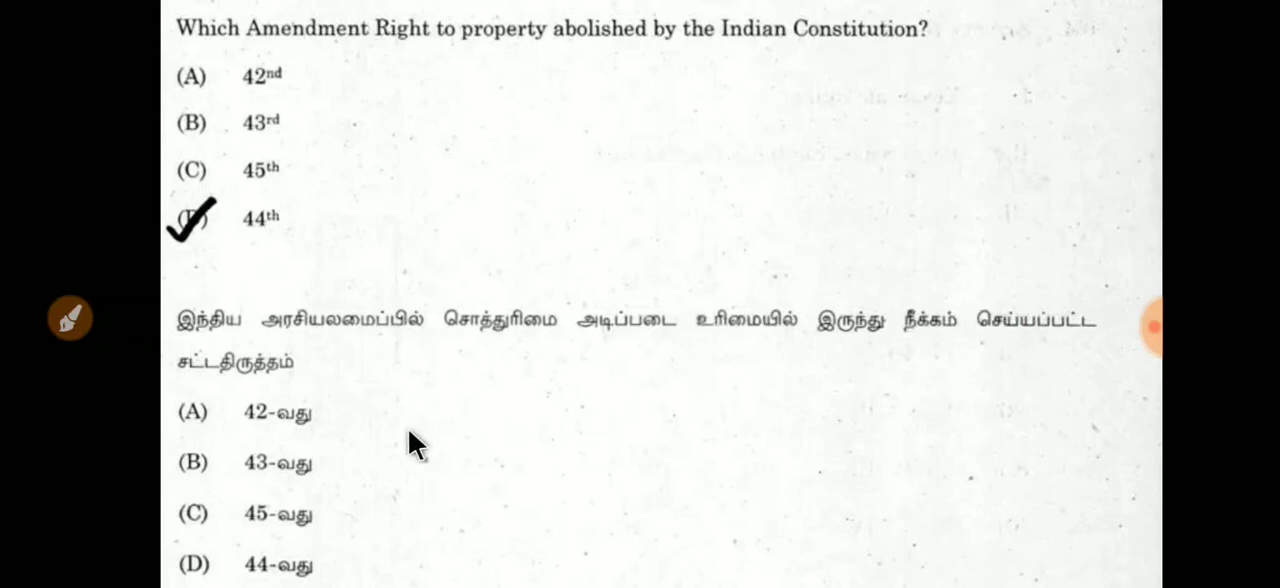 Which Amendment Right to property abolished by the Indian Constitution?
(A) 42nd
(B) 43rd
(C) 45th
(D) 44th
இந்திய அரசியலமைப்பில் சொத்துரிமை அடிப்படை உரிமையில் இருந்து நீக்கம் செய்யப்பட்ட
சட்டதிருத்தம்
(A) 42-வது
(B) 43-வது
(C) 45-வது
(D) 44-வது